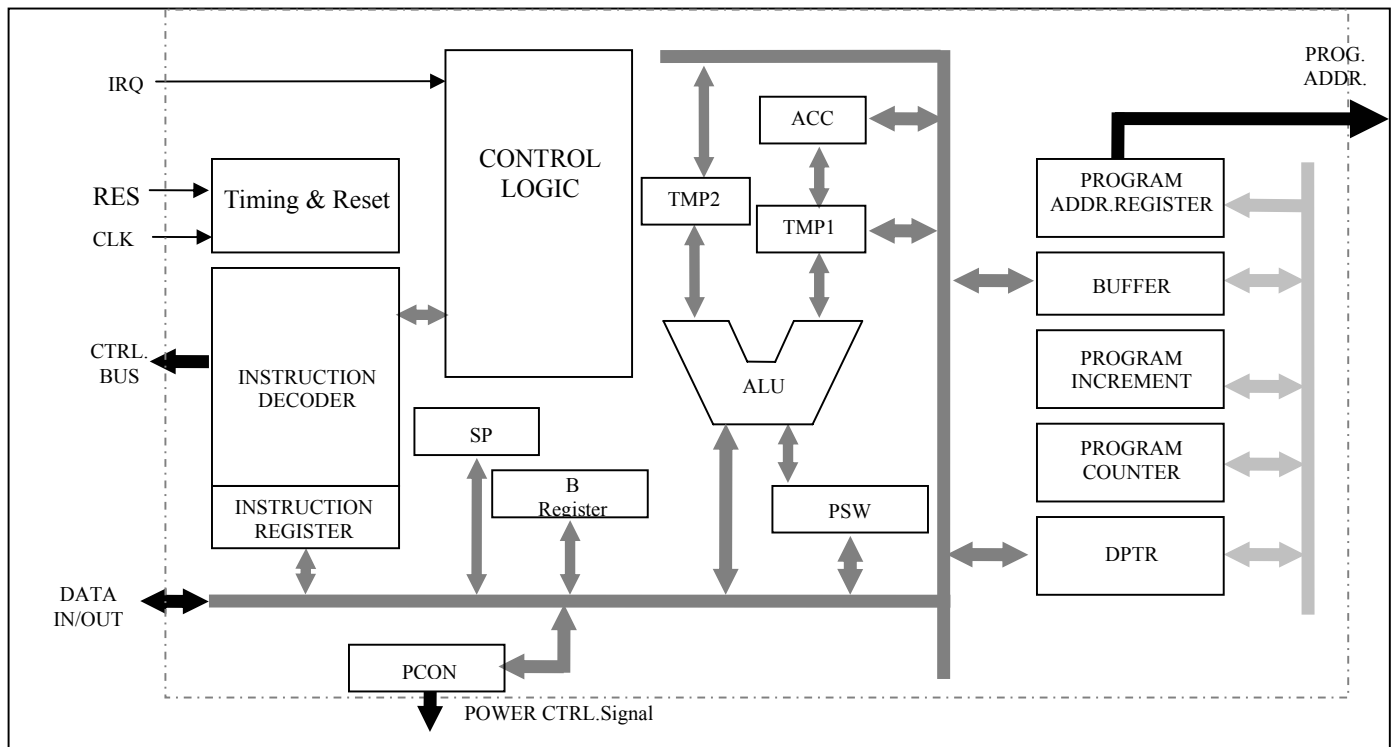 IRQ
RES
CLK
Timing & Reset
CONTROL
LOGIC
CTRL.
BUS
INSTRUCTION
DECODER
INSTRUCTION
REGISTER
SP
B
Register
ACC
TMP2
TMP1
ALU
PSW
DATA
IN/OUT
PCON
POWER CTRL.Signal
PROG.
ADDR.
PROGRAM
ADDR.REGISTER
BUFFER
PROGRAM
INCREMENT
PROGRAM
COUNTER
DPTR